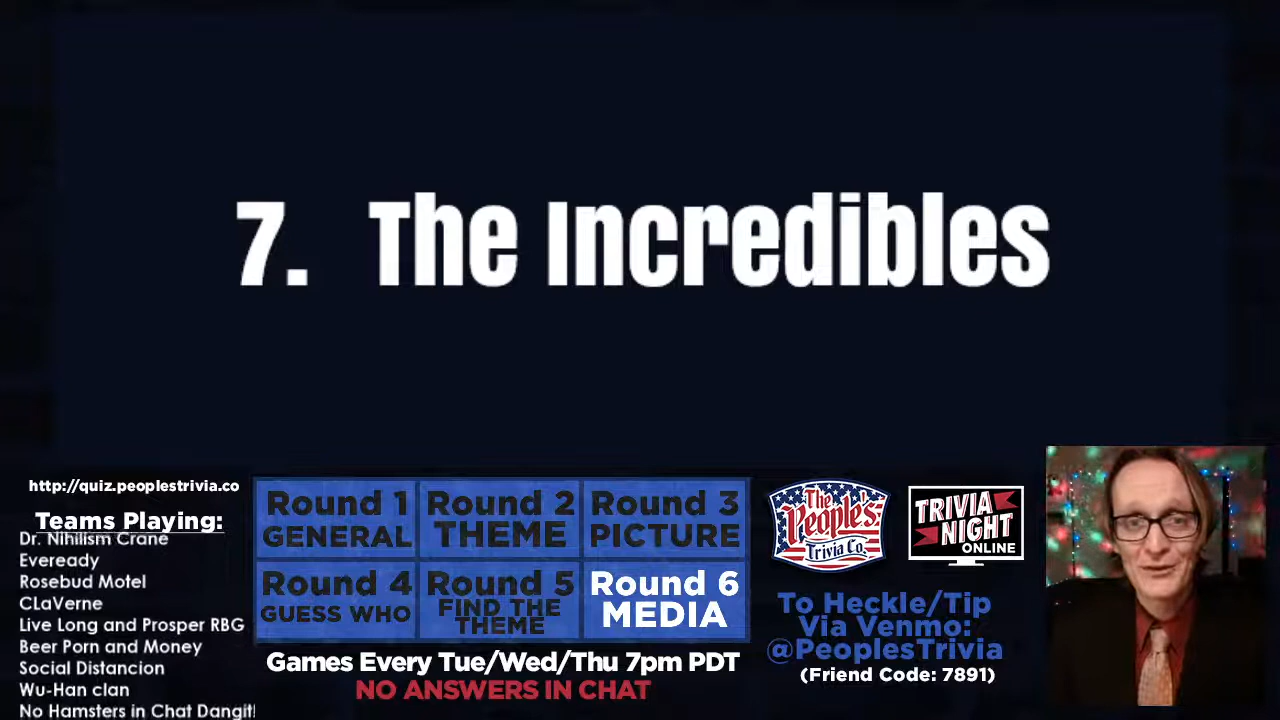 7. The Incredibles
http://quiz.peoplestrivia.co
Teams Playing:
Dr. Nihilism Crane
Eveready
Rosebud Motel
CLaVerne
Live Long and Prosper RBG
Beer Porn and Money
Social Distancion
Wu-Han clan
No Hamsters in Chat Dangit!
Round 1
GENERAL
Round 2
THEME
Round 3
PICTURE
Round 4
GUESS WHO
Round 5
FIND THE
THEME
Round 6
MEDIA
Games Every Tue/Wed/Thu 7pm PDT
NO ANSWERS IN CHAT
The
People's
Trivia Co.
TRIVIA
NIGHT
ONLINE
To Heckle/Tip
Via Venmo:
@PeoplesTrivia
(Friend Code: 7891)